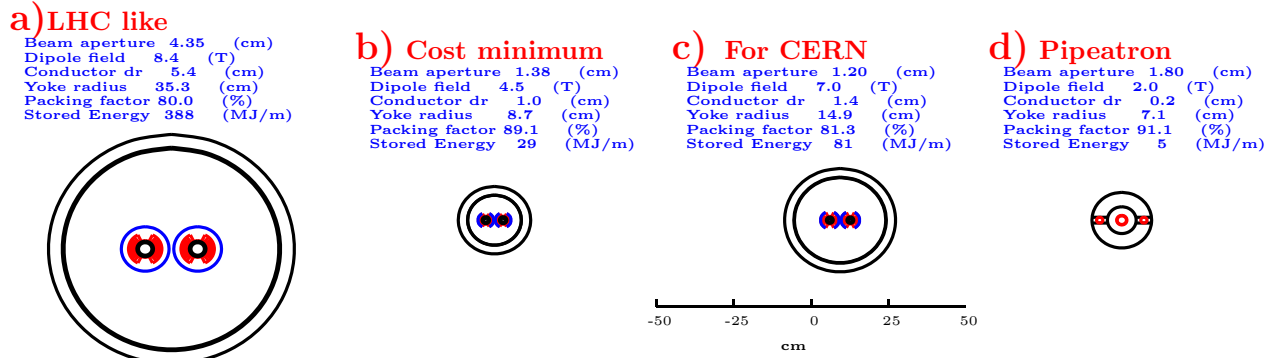 a) LHC like
Beam aperture 4.35 (cm)
Dipole field 8.4 (T)
Conductor dr 5.4 (cm)
Yoke radius 35.3 (cm)
Packing factor 80.0 (%)
Stored Energy 388 (MJ/m)
b) Cost minimum
Beam aperture 1.38 (cm)
Dipole field 4.5 (T)
Conductor dr 1.0 (cm)
Yoke radius 8.7 (cm)
Packing factor 89.1 (%)
Stored Energy 29 (MJ/m)
c) For CERN
Beam aperture 1.20 (cm)
Dipole field 7.0 (T)
Conductor dr 1.4 (cm)
Yoke radius 14.9 (cm)
Packing factor 81.3 (%)
Stored Energy 81 (MJ/m)
d) Pipeatron
Beam aperture 1.80 (cm)
Dipole field 2.0 (T)
Conductor dr 0.2 (cm)
Yoke radius 7.1 (cm)
Packing factor 91.1 (%)
Stored Energy 5 (MJ/m)
-50 -25 0 25 50
cm